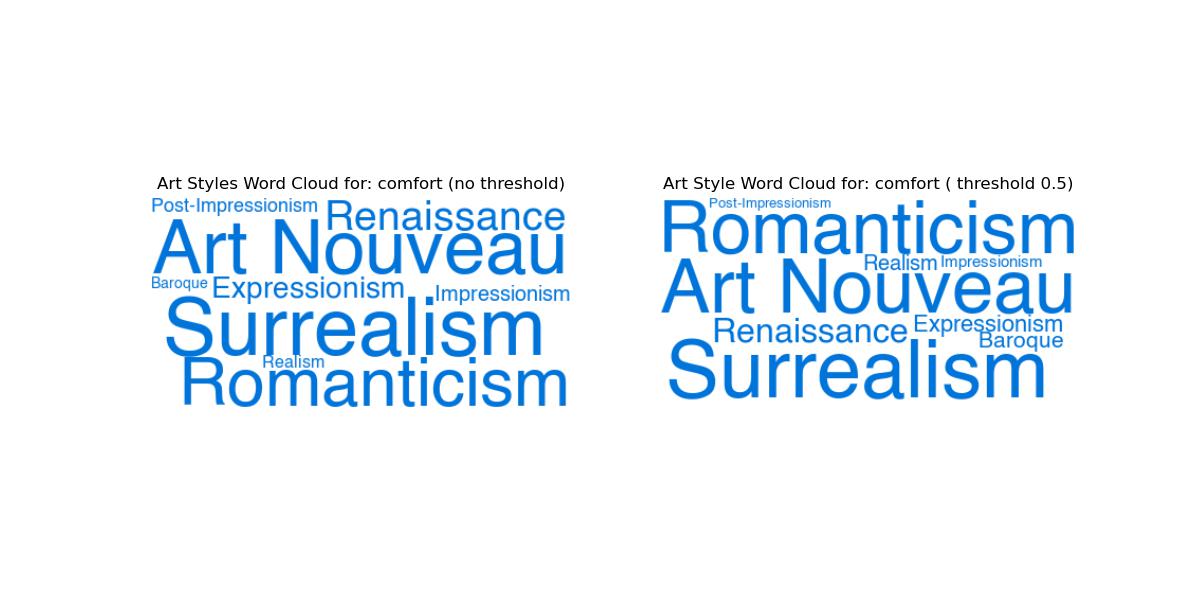 Art Styles Word Cloud for: comfort (no threshold)
Post-Impressionism
Renaissance
Art Nouveau
Baroque
Expressionism
Impressionism
Surrealism
Realism
Romanticism
Art Style Word Cloud for: comfort ( threshold 0.5)
Post-Impressionism
Romanticism
Realism
Impressionism
Art Nouveau
Renaissance
Expressionism
Baroque
Surrealism